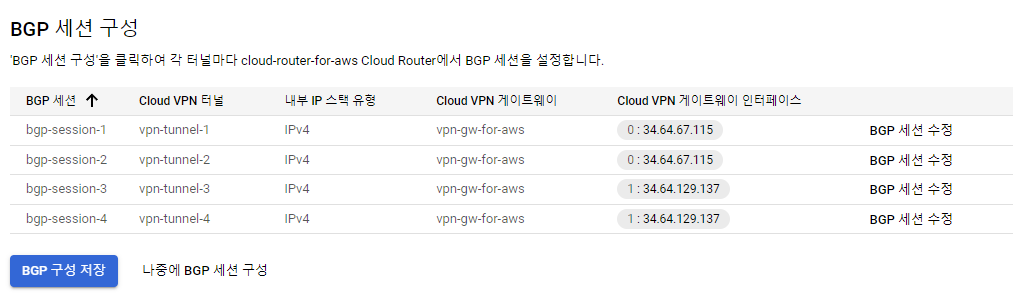 BGP 세션 구성
'BGP 세션 구성'을 클릭하여 각 터널마다 cloud-router-for-aws Cloud Router에서 BGP 세션을 설정합니다.
BGP 세션 Cloud VPN 터널 내부 IP 스택 유형 Cloud VPN 게이트웨이 Cloud VPN 게이트웨이 인터페이스
bgp-session-1 vpn-tunnel-1 IPv4 vpn-gw-for-aws 0 : 34.64.67.115 BGP 세션 수정
bgp-session-2 vpn-tunnel-2 IPv4 vpn-gw-for-aws 0 : 34.64.67.115 BGP 세션 수정
bgp-session-3 vpn-tunnel-3 IPv4 vpn-gw-for-aws 1 : 34.64.129.137 BGP 세션 수정
bgp-session-4 vpn-tunnel-4 IPv4 vpn-gw-for-aws 1 : 34.64.129.137 BGP 세션 수정
BGP 구성 저장 나중에 BGP 세션 구성